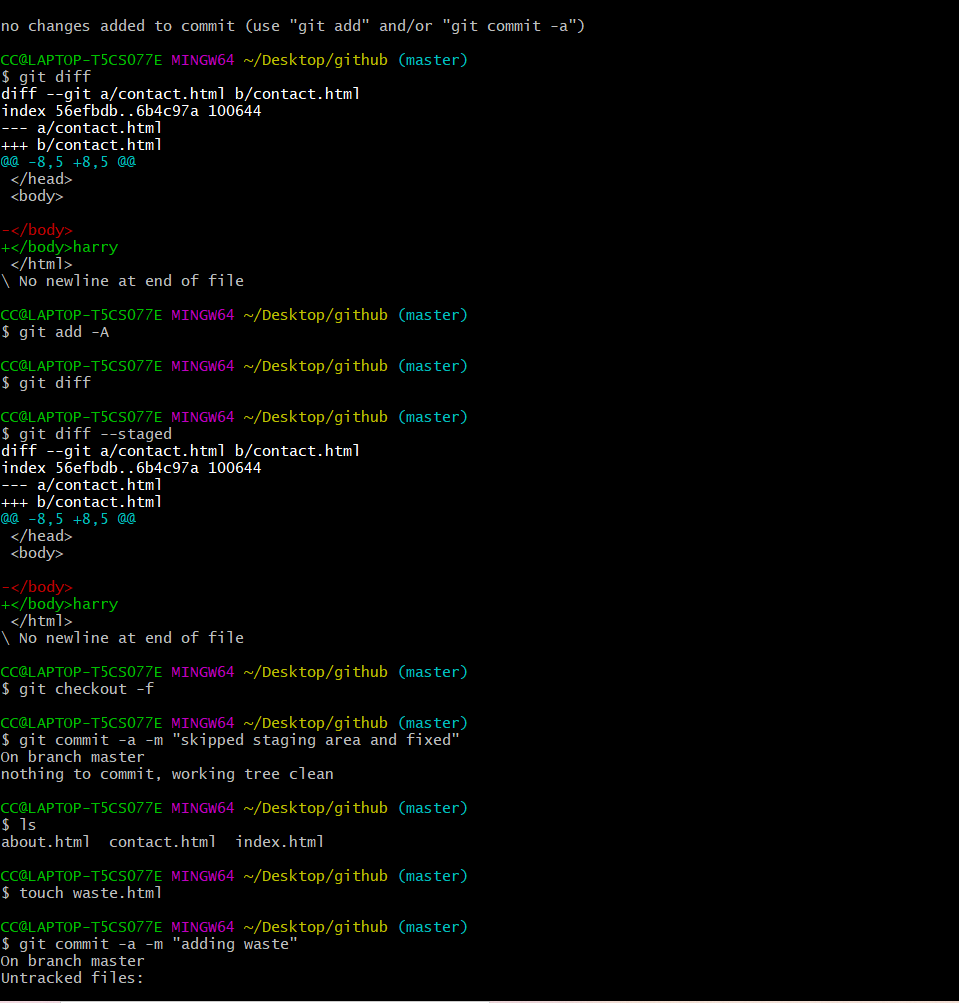 no changes added to commit (use "git add" and/or "git commit -a")
CC@LAPTOP-T5CSO77E MINGW64 ~/Desktop/github (master)
$ git diff
diff --git a/contact.html b/contact.html
index 56efbdb..6b4c97a 100644
--- a/contact.html
+++ b/contact.html
@@ -8,5 +8,5 @@
 </head>
 <body>
-</body>
+</body>harry
 </html>
\ No newline at end of file
CC@LAPTOP-T5CSO77E MINGW64 ~/Desktop/github (master)
$ git add -A
CC@LAPTOP-T5CSO77E MINGW64 ~/Desktop/github (master)
$ git diff
CC@LAPTOP-T5CSO77E MINGW64 ~/Desktop/github (master)
$ git diff --staged
diff --git a/contact.html b/contact.html
index 56efbdb..6b4c97a 100644
--- a/contact.html
+++ b/contact.html
@@ -8,5 +8,5 @@
 </head>
 <body>
-</body>
+</body>harry
 </html>
\ No newline at end of file
CC@LAPTOP-T5CSO77E MINGW64 ~/Desktop/github (master)
$ git checkout -f
CC@LAPTOP-T5CSO77E MINGW64 ~/Desktop/github (master)
$ git commit -a -m "skipped staging area and fixed"
On branch master
nothing to commit, working tree clean
CC@LAPTOP-T5CSO77E MINGW64 ~/Desktop/github (master)
$ ls
about.html  contact.html  index.html
CC@LAPTOP-T5CSO77E MINGW64 ~/Desktop/github (master)
$ touch waste.html
CC@LAPTOP-T5CSO77E MINGW64 ~/Desktop/github (master)
$ git commit -a -m "adding waste"
On branch master
Untracked files: